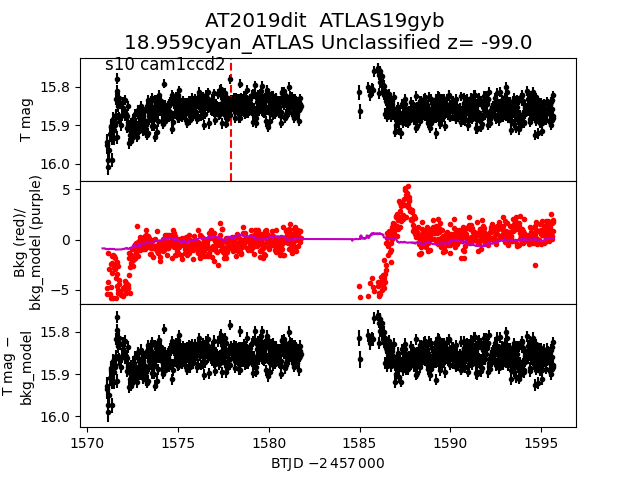 AT2019dit  ATLAS19gyb
18.959cyan_ATLAS Unclassified z= -99.0
s10 cam1ccd2
15.8
15.9
16.0
T mag
5
0
−5
Bkg (red)/
bkg_model (purple)
15.8
15.9
16.0
T mag −
bkg_model
1570 1575 1580 1585 1590 1595
BTJD −2 457 000